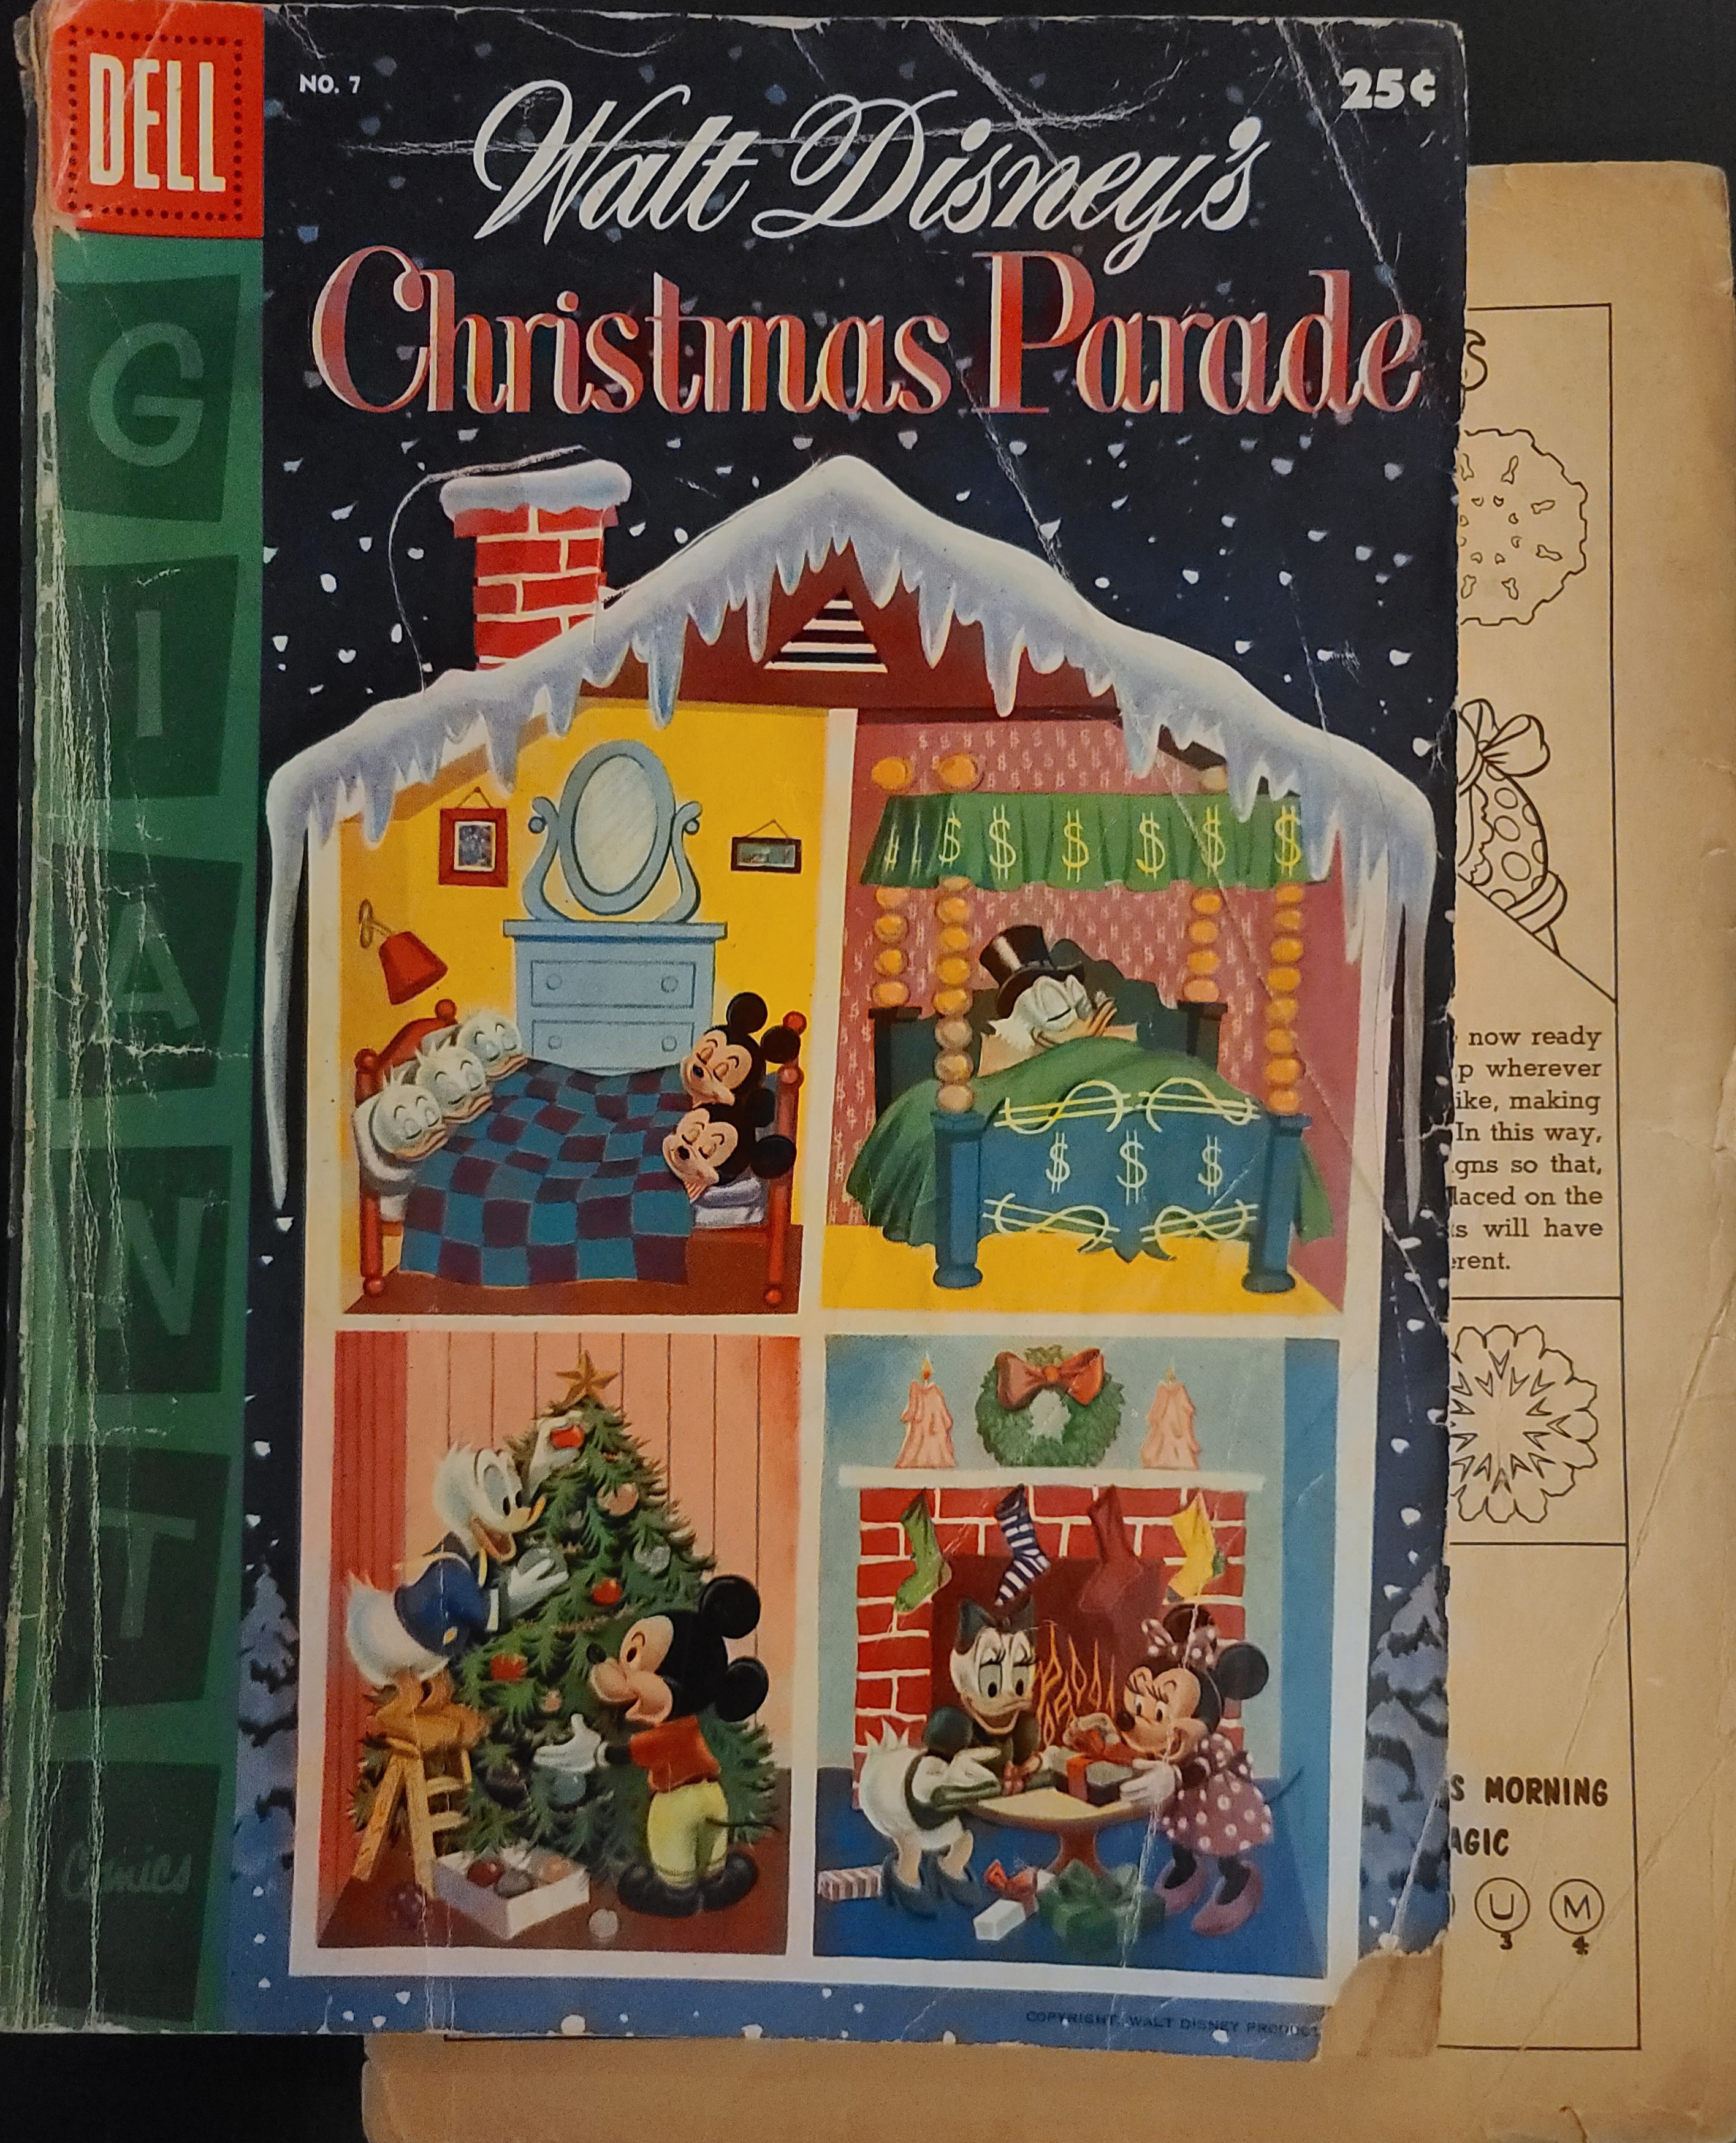 DELL
NO. 7
25¢
Walt Disney's
Christmas Parade
GIANT
Comics
$ $ $ $ $ $
$ $ $
COPYRIGHT, WALT DISNEY
S
now ready
p wherever
ike, making
In this way,
gns so that,
laced on the
s will have
rent.
S MORNING
AGIC
U M
3 4